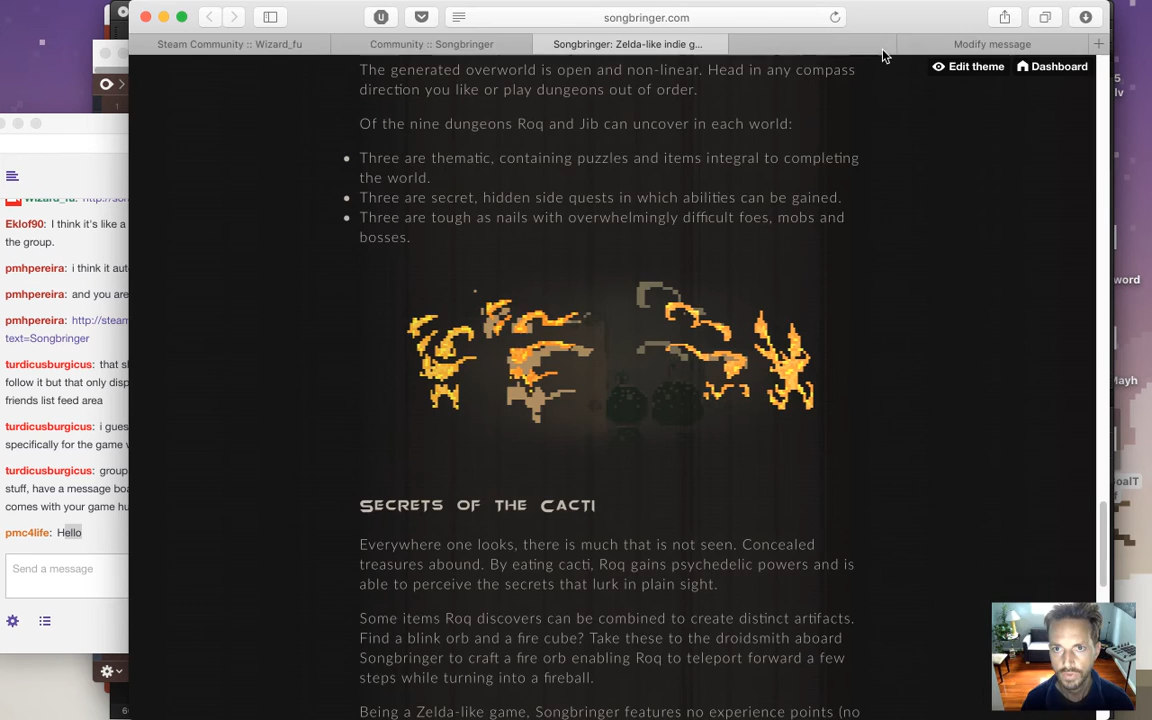 songbringer.com
Steam Community :: Wizard_fu
Community :: Songbringer
Songbringer: Zelda-like indie g...
Modify message
Edit theme
Dashboard
The generated overworld is open and non-linear. Head in any compass
direction you like or play dungeons out of order.
Of the nine dungeons Roq and Jib can uncover in each world:
Three are thematic, containing puzzles and items integral to completing
the world.
Three are secret, hidden side quests in which abilities can be gained.
Three are tough as nails with overwhelmingly difficult foes, mobs and
bosses.
Secrets of the Cacti
Everywhere one looks, there is much that is not seen. Concealed
treasures abound. By eating cacti, Roq gains psychedelic powers and is
able to perceive the secrets that lurk in plain sight.
Some items Roq discovers can be combined to create distinct artifacts.
Find a blink orb and a fire cube? Take these to the droidsmith aboard
Songbringer to craft a fire orb enabling Roq to teleport forward a few
steps while turning into a fireball.
Being a Zelda-like game, Songbringer features no experience points (no
Eklof90: I think it's like a
the group.
pmhpereira: i think it aut
pmhpereira: and you are
pmhpereira: http://steam
text=Songbringer
turdicusburgicus: that s
follow it but that only disp
friends list feed area
turdicusburgicus: i gues
specifically for the game w
turdicusburgicus: group
stuff, have a message boa
comes with your game hu
pmc4life: Hello
Send a message
lv
word
Mayh
oalT